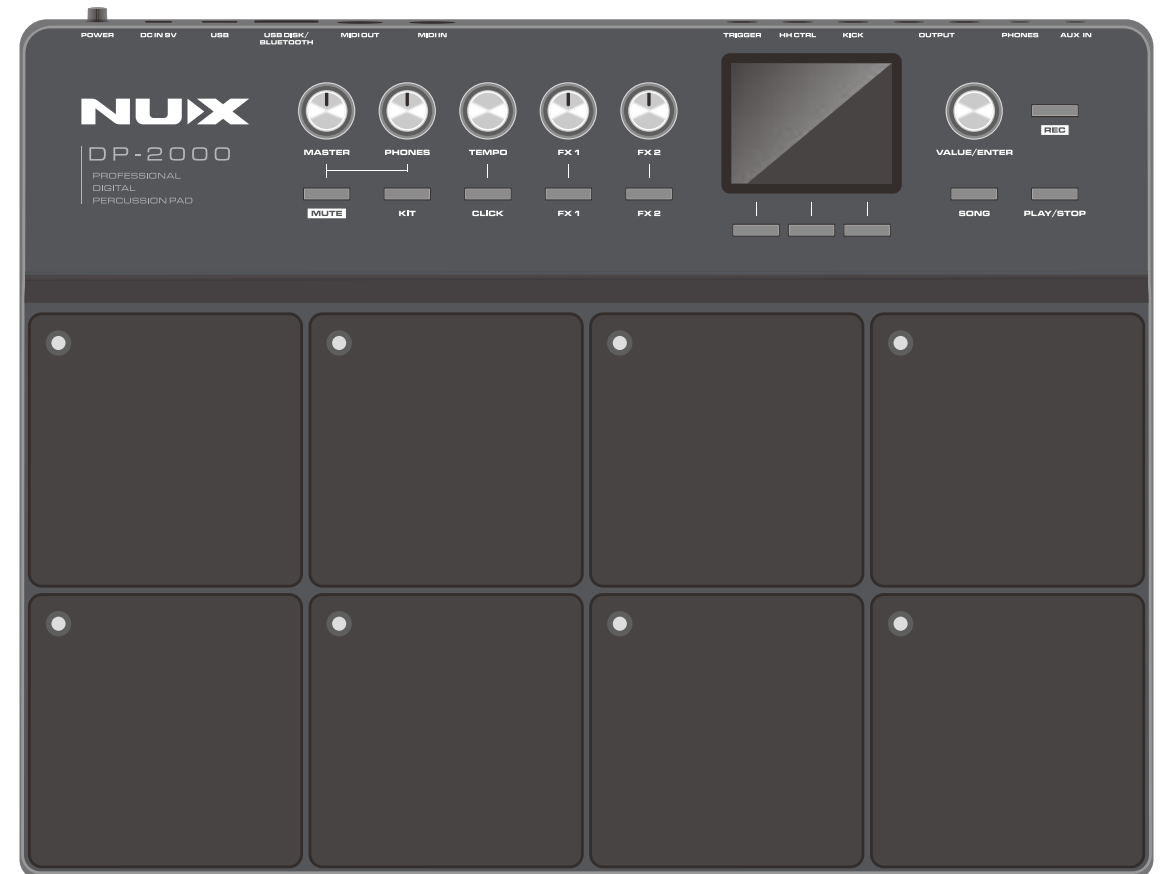 POWER DC IN 9V USB USB DISK/ MIDI OUT MIDI IN TRIGGER HH CTRL KICK OUTPUT PHONES AUX IN
BLUETOOTH
NUX
DP-2000
PROFESSIONAL
DIGITAL
PERCUSSION PAD
MASTER PHONES TEMPO FX 1 FX 2
MUTE KIT CLICK FX 1 FX 2
VALUE/ENTER REC
SONG PLAY/STOP